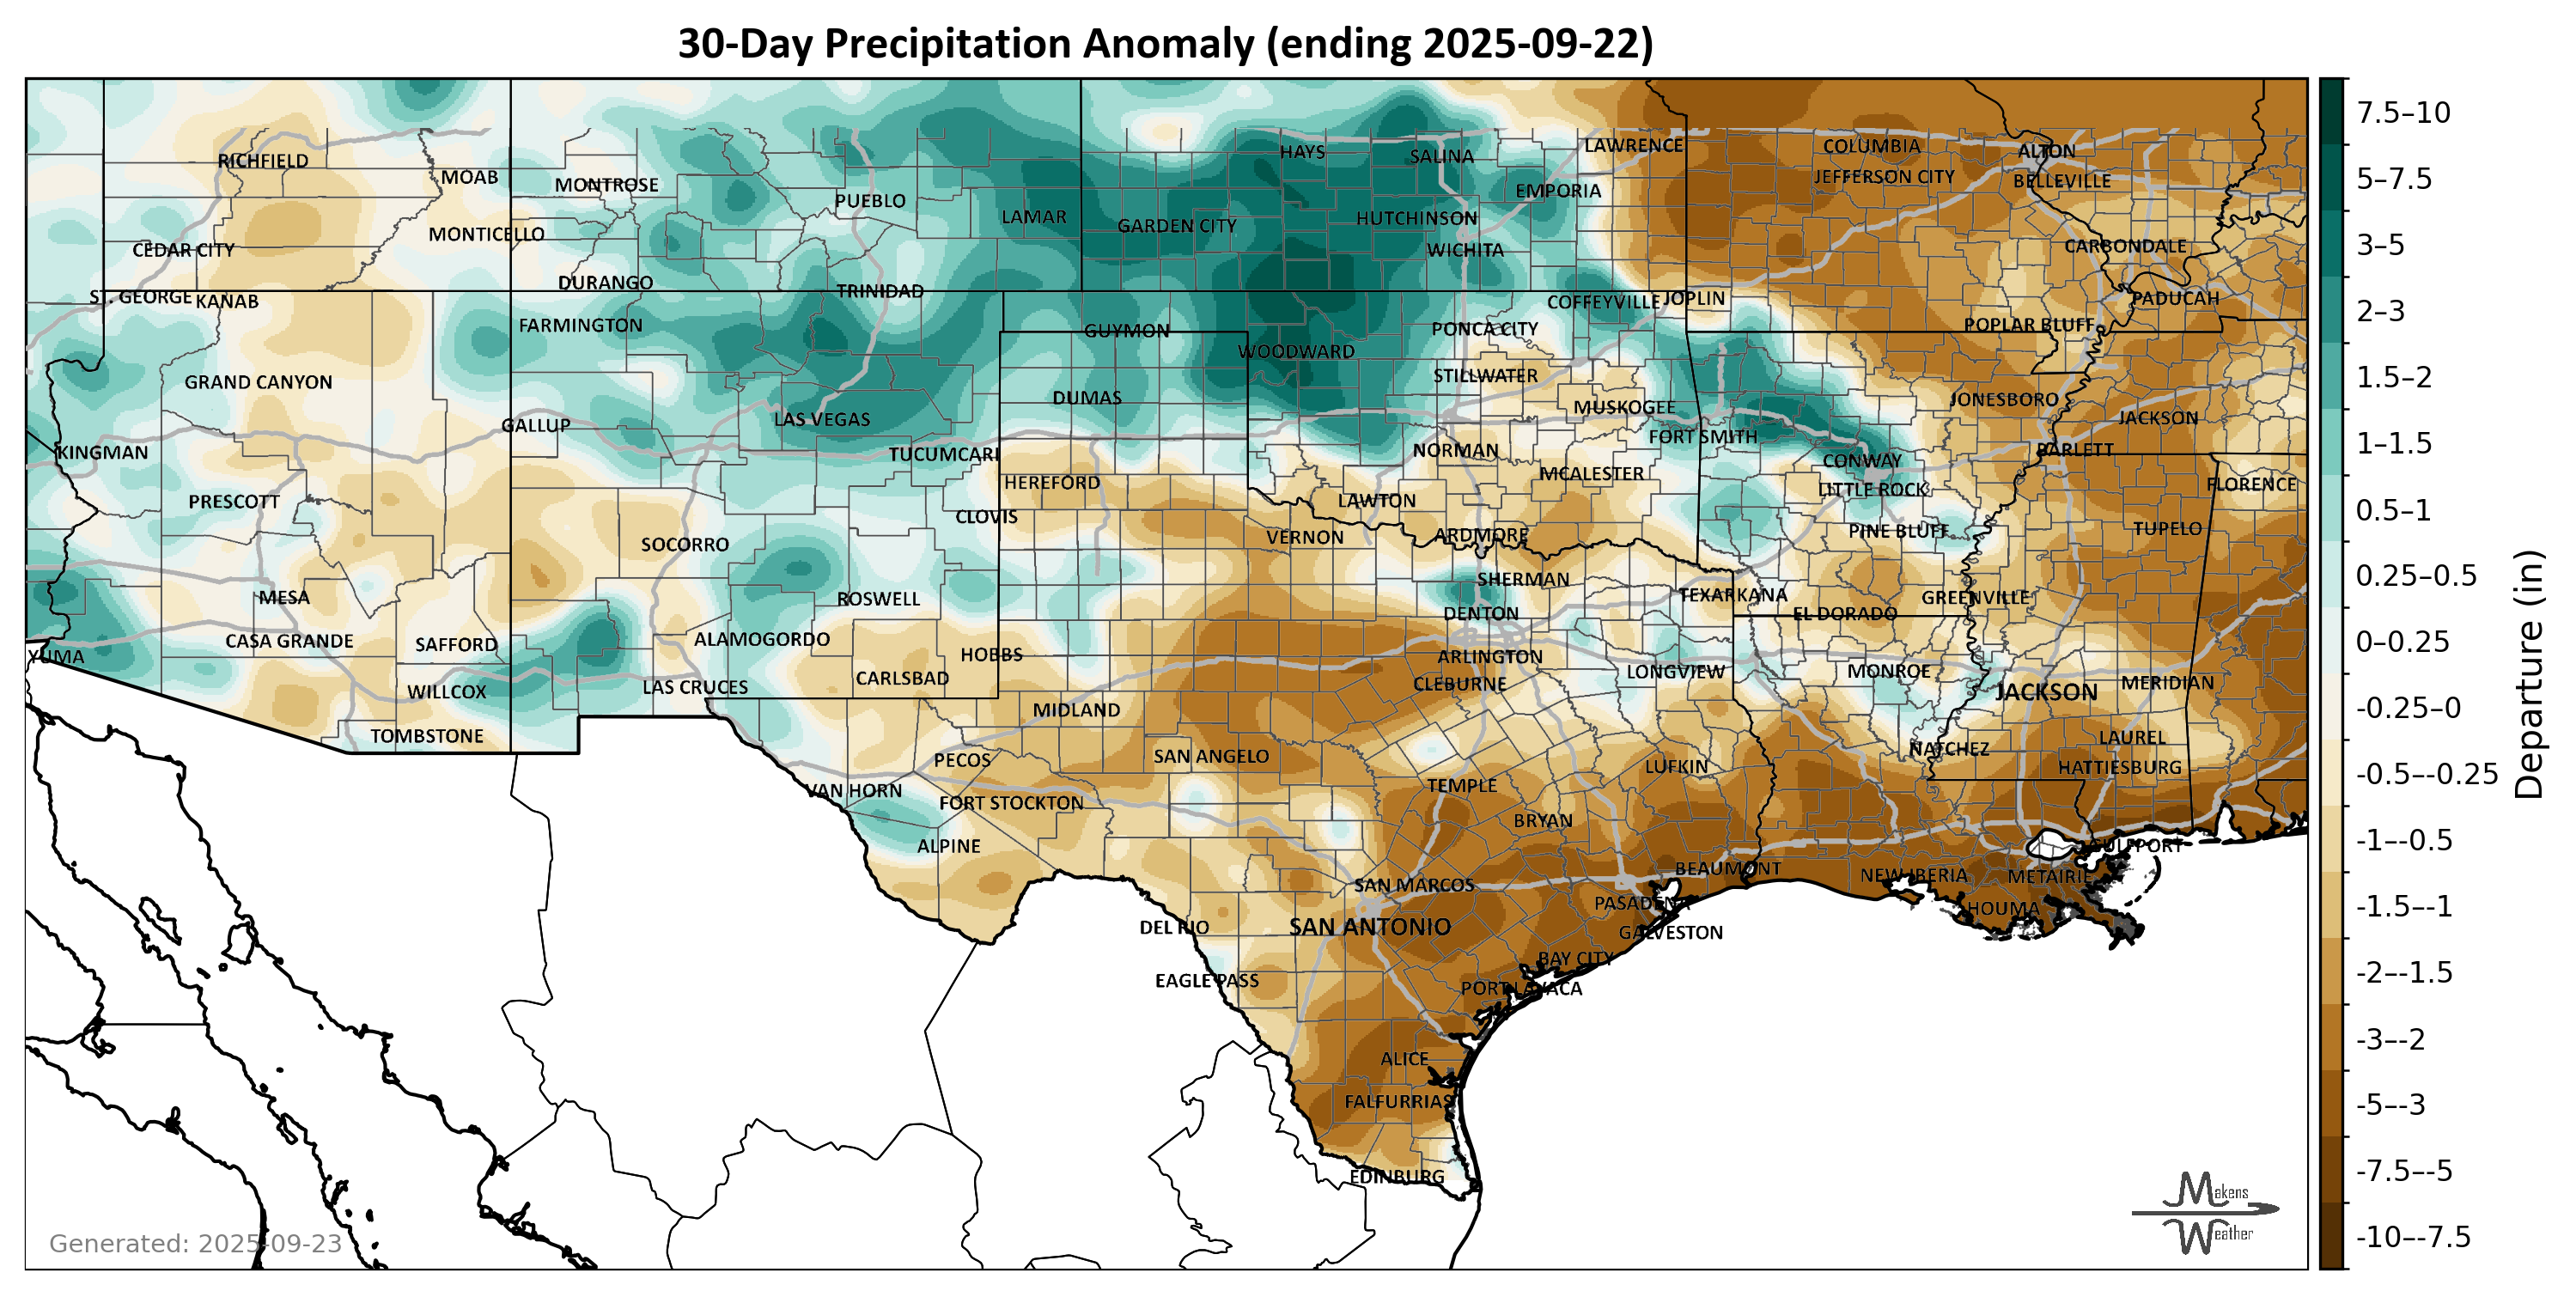 30-Day Precipitation Anomaly (ending 2025-09-22)
RICHFIELD
MOAB
MONTROSE
PUEBLO
LAMAR
HAYS
SALINA
LAWRENCE
COLUMBIA
ALTON
JEFFERSON CITY
BELLEVILLE
GARDEN CITY
HUTCHINSON
EMPORIA
CEDAR CITY
MONTICELLO
WICHITA
CARBONDALE
DURANGO
TRINIDAD
ST. GEORGE
KANAB
COFFEYVILLE
JOPLIN
PADUCAH
FARMINGTON
GUYMON
PONCA CITY
POPLAR BLUFF
WOODWARD
GRAND CANYON
STILLWATER
DUMAS
MUSKOGEE
JONESBORO
JACKSON
GALLUP
LAS VEGAS
FORT SMITH
KINGMAN
TUCUMCARI
NORMAN
CONWAY
BARLETT
PRESCOTT
HEREFORD
LAWTON
MCALESTER
LITTLE ROCK
FLORENCE
CLOVIS
VERNON
ARDMORE
PINE BLUFF
TUPELO
SOCORRO
SHERMAN
MESA
ROSWELL
DENTON
TEXARKANA
EL DORADO
GREENVILLE
CASA GRANDE
SAFFORD
ALAMOGORDO
HOBBS
ARLINGTON
YUMA
WILLCOX
LAS CRUCES
CARLSBAD
CLEBURNE
LONGVIEW
MONROE
JACKSON
MERIDIAN
TOMBSTONE
MIDLAND
PECOS
SAN ANGELO
LUFKIN
NATCHEZ
LAUREL
HATTIESBURG
VAN HORN
FORT STOCKTON
TEMPLE
BRYAN
ALPINE
GULFPORT
SAN MARCOS
BEAUMONT
NEW IBERIA
METAIRIE
DEL RIO
SAN ANTONIO
PASADENA
GALVESTON
HOUMA
EAGLE PASS
BAY CITY
PORT LAVACA
ALICE
FALFURRIAS
EDINBURG
Generated: 2025-09-23
Makens
Weather
7.5–10
5–7.5
3–5
2–3
1.5–2
1–1.5
0.5–1
0.25–0.5
0–0.25
-0.25–0
-0.5–-0.25
-1–-0.5
-1.5–-1
-2–-1.5
-3–-2
-5–-3
-7.5–-5
-10–-7.5
Departure (in)